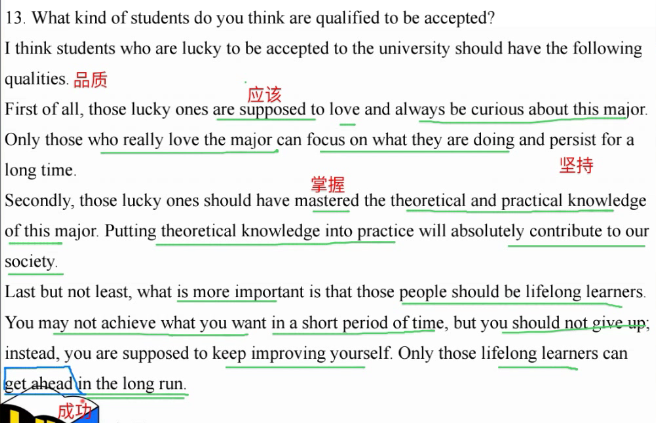 13. What kind of students do you think are qualified to be accepted?
I think students who are lucky to be accepted to the university should have the following
qualities. 品质
应该
First of all, those lucky ones are supposed to love and always be curious about this major.
Only those who really love the major can focus on what they are doing and persist for a
坚持
long time.
掌握
Secondly, those lucky ones should have mastered the theoretical and practical knowledge
of this major. Putting theoretical knowledge into practice will absolutely contribute to our
society.
Last but not least, what is more important is that those people should be lifelong learners.
You may not achieve what you want in a short period of time, but you should not give up;
instead, you are supposed to keep improving yourself. Only those lifelong learners can
get ahead in the long run.
成功